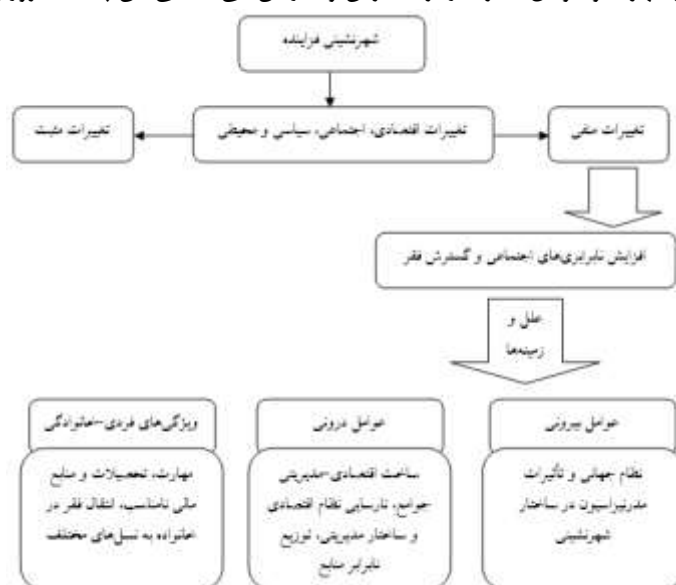 شهرنشینی فزاینده
تغییرات منفی
تغییرات اقتصادی، اجتماعی، سیاسی و محیطی
تغییرات مثبت
افزایش نابرابری‌های اجتماعی و گسترش فقر
علل و
زمینه‌ها
عوامل بیرونی
نظام جهانی و تأثیرات
مدرنیزاسیون در ساختار
شهرنشینی
عوامل درونی
ساخت اقتصادی-مدیریتی
جوامع، نارسایی نظام اقتصادی
و ساختار مدیریتی، توزیع
نابرابر منابع
ویژگی‌های فردی-خانوادگی
مهارت، تحصیلات و منابع
مالی نامناسب، انتقال فقر در
خانواده به نسل‌های مختلف